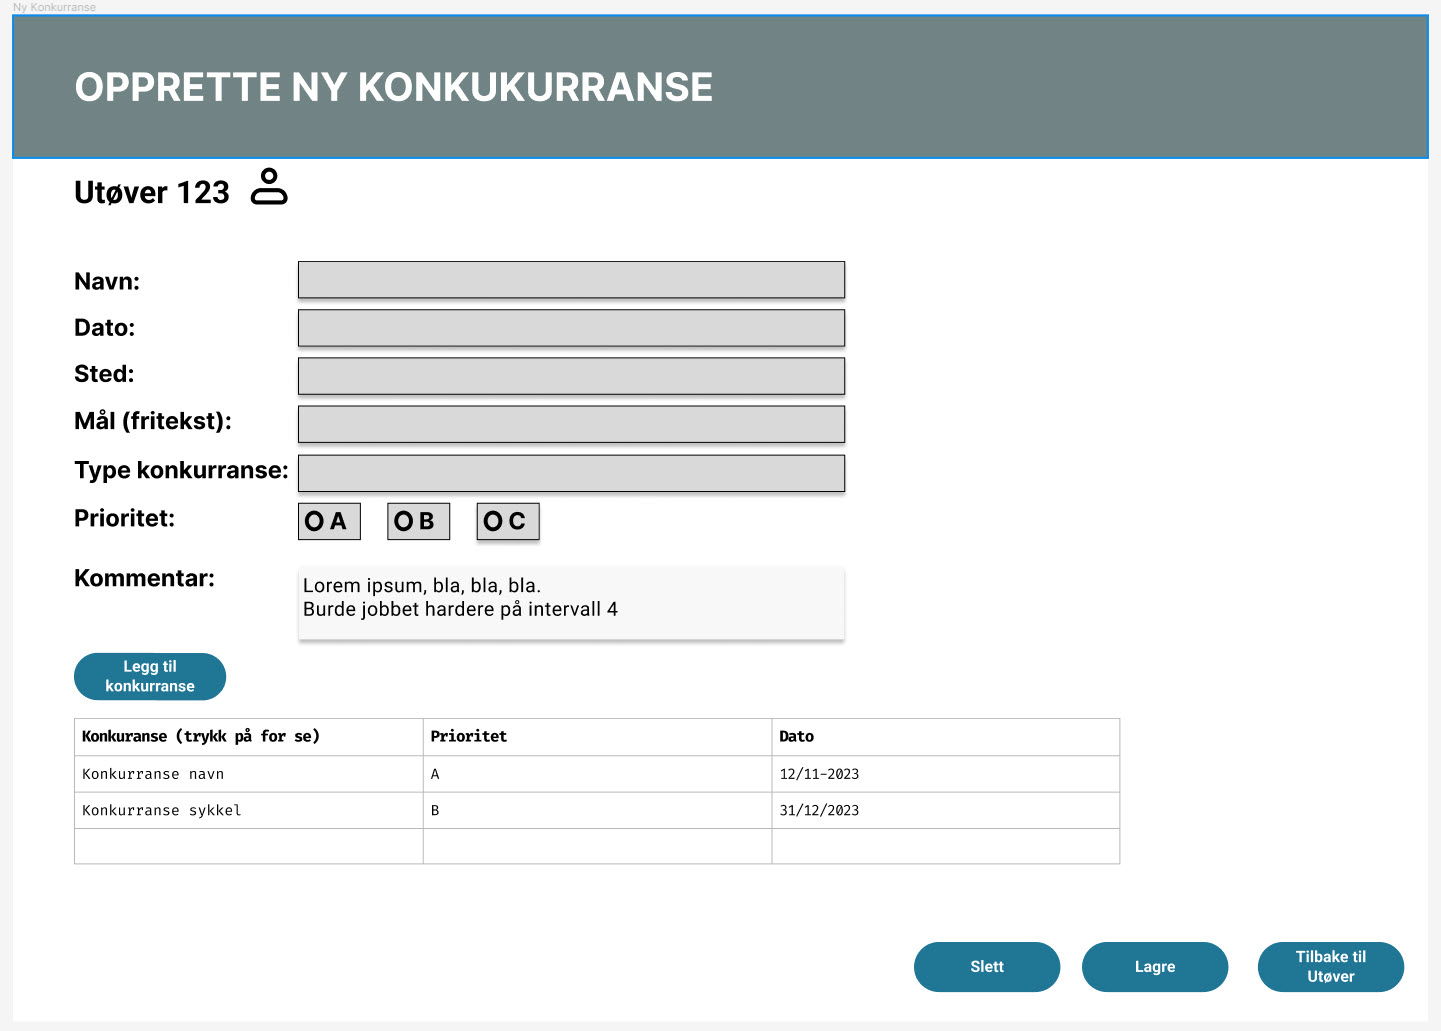 Ny Konkurranse
OPPRETTE NY KONKUKURRANSE
Utøver 123
Navn:
Dato:
Sted:
Mål (fritekst):
Type konkurranse:
Prioritet:
A
B
C
Kommentar:
Lorem ipsum, bla, bla, bla.
Burde jobbet hardere på intervall 4
Legg til
konkurranse
Konkuranse (trykk på for se) Prioritet Dato
Konkurranse navn A 12/11-2023
Konkurranse sykkel B 31/12/2023
Slett
Lagre
Tilbake til
Utøver